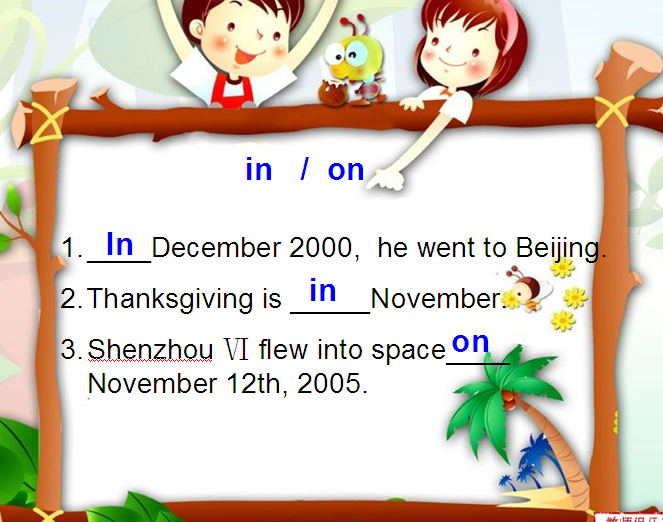 in / on
1. In December 2000, he went to Beijing.
2. Thanksgiving is in November.
3. Shenzhou Ⅵ flew into space on
November 12th, 2005.